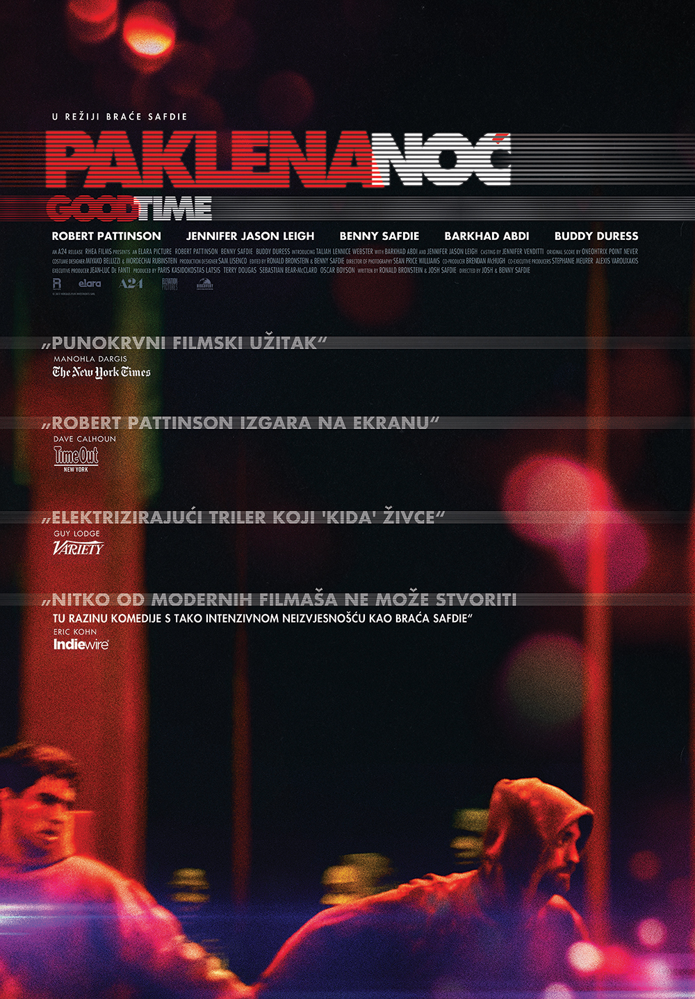 U REŽIJI BRAĆE SAFDIE
PAKLENA NOĆ
GOOD TIME
ROBERT PATTINSON JENNIFER JASON LEIGH BENNY SAFDIE BARKHAD ABDI BUDDY DURESS
AN A24 RELEASE RHEA FILMS PRESENTS AN ELARA PICTURE ROBERT PATTINSON BENNY SAFDIE BUDDY DURESS INTRODUCING TALIAH LENNICE WEBSTER WITH BARKHAD ABDI AND JENNIFER JASON LEIGH CASTING BY JENNIFER VENDITTI ORIGINAL SCORE BY ONEOHTRIX POINT NEVER
COSTUME DESIGNER MIYAKO BELIZZI & MORDECHAI RUBINSTEIN PRODUCTION DESIGNER SAM LISENCO EDITED BY RONALD BRONSTEIN & BENNY SAFDIE DIRECTOR OF PHOTOGRAPHY SEAN PRICE WILLIAMS CO-PRODUCER BRENDAN McHUGH CO-EXECUTIVE PRODUCERS STEPHANIE MEURER ALEXIS VAROUXAKIS
EXECUTIVE PRODUCER JEAN-LUC DE FANTI PRODUCED BY PARIS KASIDOKOSTAS LATSIS TERRY DOUGAS SEBASTIAN BEAR-McCLARD OSCAR BOYSON WRITTEN BY RONALD BRONSTEIN & JOSH SAFDIE DIRECTED BY JOSH & BENNY SAFDIE
R elara A24 ELEVATION PICTURES DISCOVERY
„PUNOKRVNI FILMSKI UŽITAK“
MANOHLA DARGIS
The New York Times
„ROBERT PATTINSON IZGARA NA EKRANU“
DAVE CALHOUN
TimeOut
NEW YORK
„ELEKTRIZIRAJUĆI TRILER KOJI 'KIDA' ŽIVCE“
GUY LODGE
VARIETY
„NITKO OD MODERNIH FILMAŠA NE MOŽE STVORITI
TU RAZINU KOMEDIJE S TAKO INTENZIVNOM NEIZVJESNOŠĆU KAO BRAĆA SAFDIE“
ERIC KOHN
Indiewire